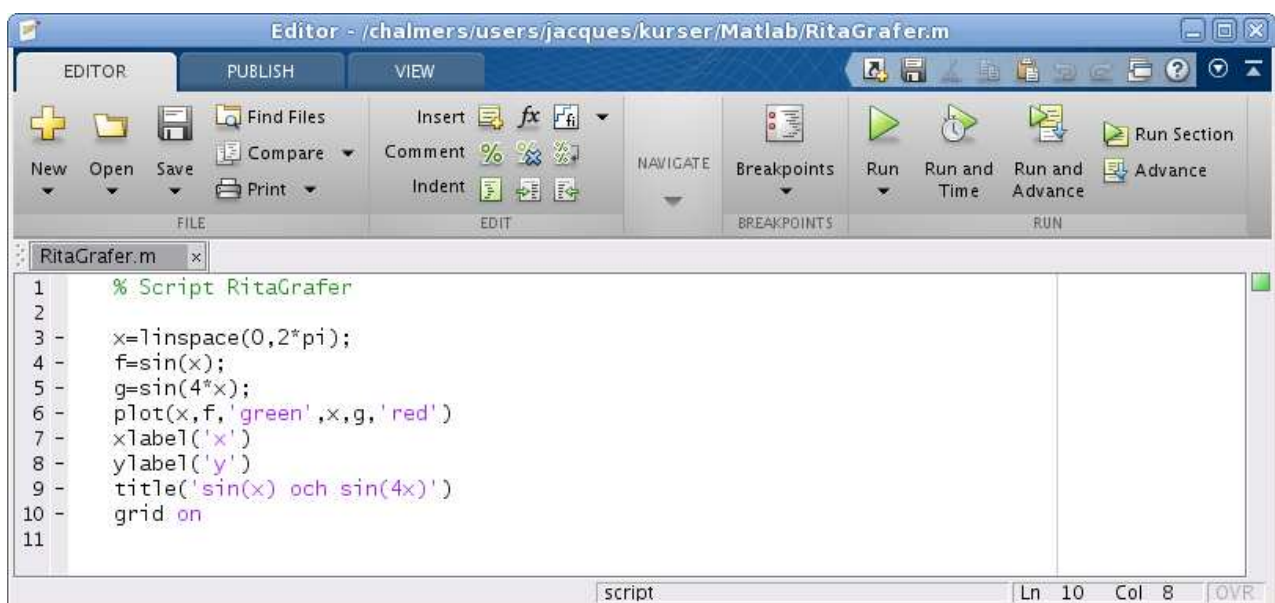 Editor - /chalmers/users/jacques/kurser/Matlab/RitaGrafer.m
EDITOR PUBLISH VIEW
New Open Save Find Files Compare Print
FILE
Insert fx fi
Comment
Indent
EDIT
NAVIGATE
Breakpoints
BREAKPOINTS
Run Run and Time Run and Advance Run Section Advance
RUN
RitaGrafer.m
1 % Script RitaGrafer
2
3 - x=linspace(0,2*pi);
4 - f=sin(x);
5 - g=sin(4*x);
6 - plot(x,f,'green',x,g,'red')
7 - xlabel('x')
8 - ylabel('y')
9 - title('sin(x) och sin(4x)')
10 - grid on
11
script Ln 10 Col 8 OVR